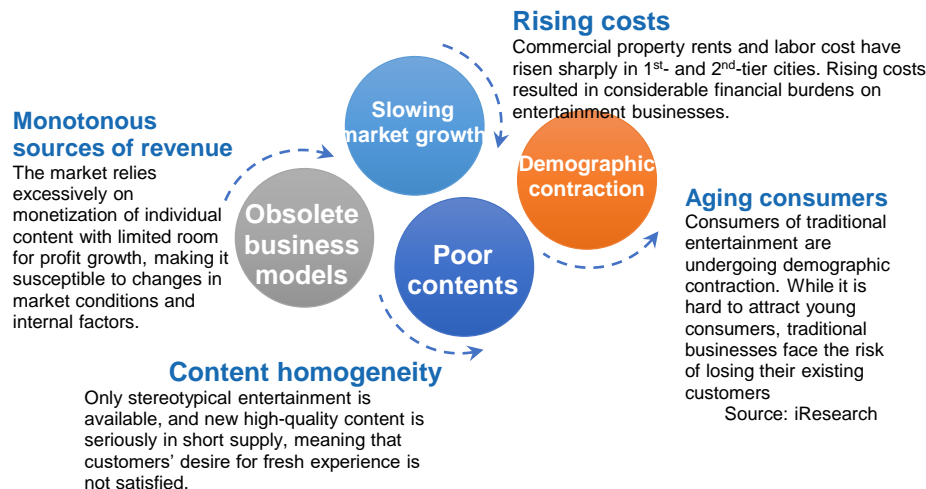 Rising costs
Commercial property rents and labor cost have
risen sharply in 1st- and 2nd-tier cities. Rising costs
resulted in considerable financial burdens on
entertainment businesses.
Slowing
market growth
Monotonous
sources of revenue
The market relies
excessively on
monetization of individual
content with limited room
for profit growth, making it
susceptible to changes in
market conditions and
internal factors.
Obsolete
business
models
Demographic
contraction
Poor
contents
Aging consumers
Consumers of traditional
entertainment are
undergoing demographic
contraction. While it is
hard to attract young
consumers, traditional
businesses face the risk
of losing their existing
customers
Source: iResearch
Content homogeneity
Only stereotypical entertainment is
available, and new high-quality content is
seriously in short supply, meaning that
customers’ desire for fresh experience is
not satisfied.